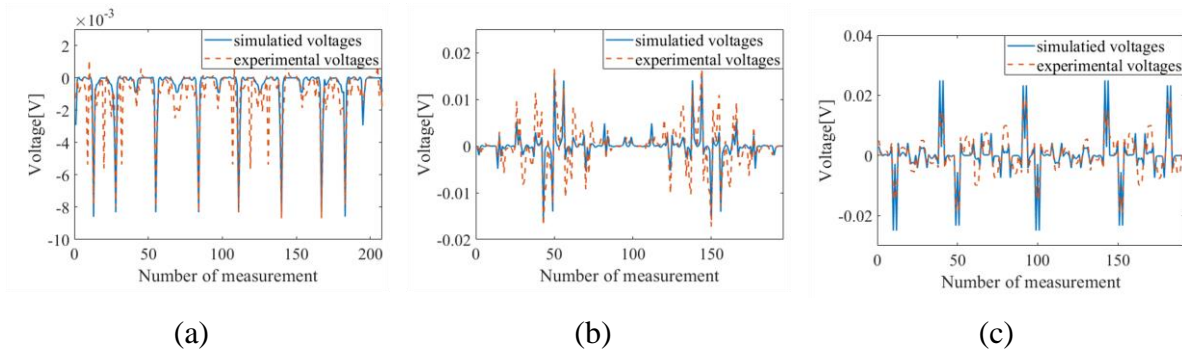 ×10⁻³
simulatied voltages
experimental voltages
2
0
-2
-4
-6
-8
-10
Voltage[V]
0 50 100 150 200
Number of measurement
(a)
simulatied voltages
experimental voltages
0.02
0.01
0
-0.01
-0.02
Voltage[V]
0 50 100 150
Number of measurement
(b)
simulatied voltages
experimental voltages
0.04
0.02
0
-0.02
Voltage[V]
0 50 100 150
Number of measurement
(c)